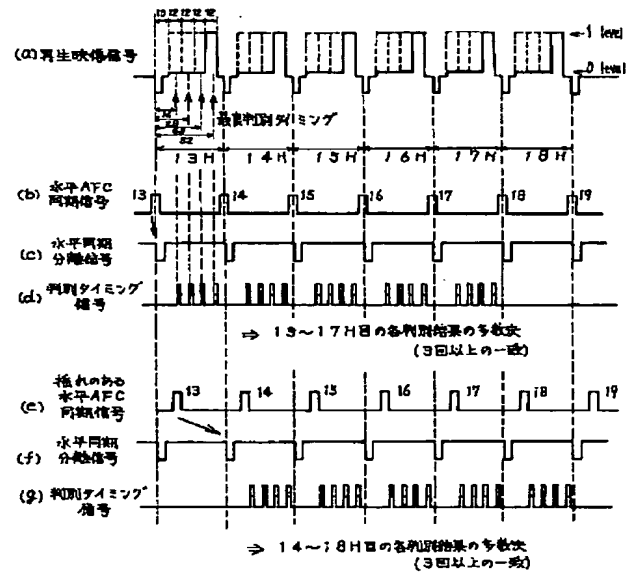 13 12 12 12 12
(a) 再生映像信号
1 level
0 level
最良判別タイミング
52
13H 14H 15H 16H 17H 18H
(b) 水平AFC
同期信号
13 14 15 16 17 18 19
(c) 水平同期
分離信号
(d) 判別タイミング
信号
⇒ 13~17H目の各判別結果の多数決
(3回以上の一致)
(e) 揺れのある
水平AFC
同期信号
13 14 15 16 17 18 19
(f) 水平同期
分離信号
(g) 判別タイミング
信号
⇒ 14~18H目の各判別結果の多数決
(3回以上の一致)